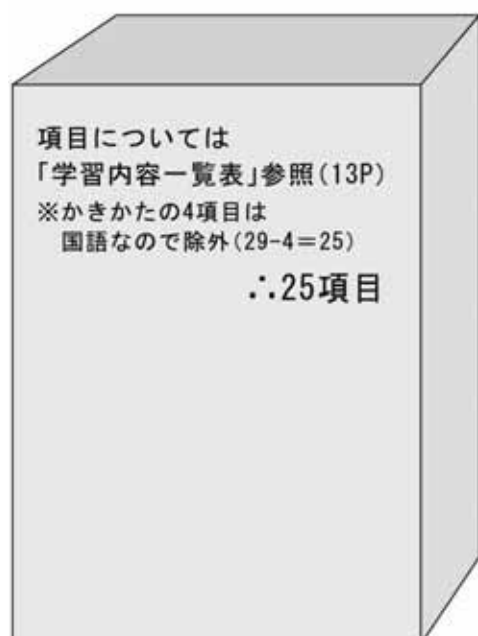 項目については
「学習内容一覧表」参照(13P)
※かきかたの4項目は
国語なので除外(29-4=25)
∴25項目